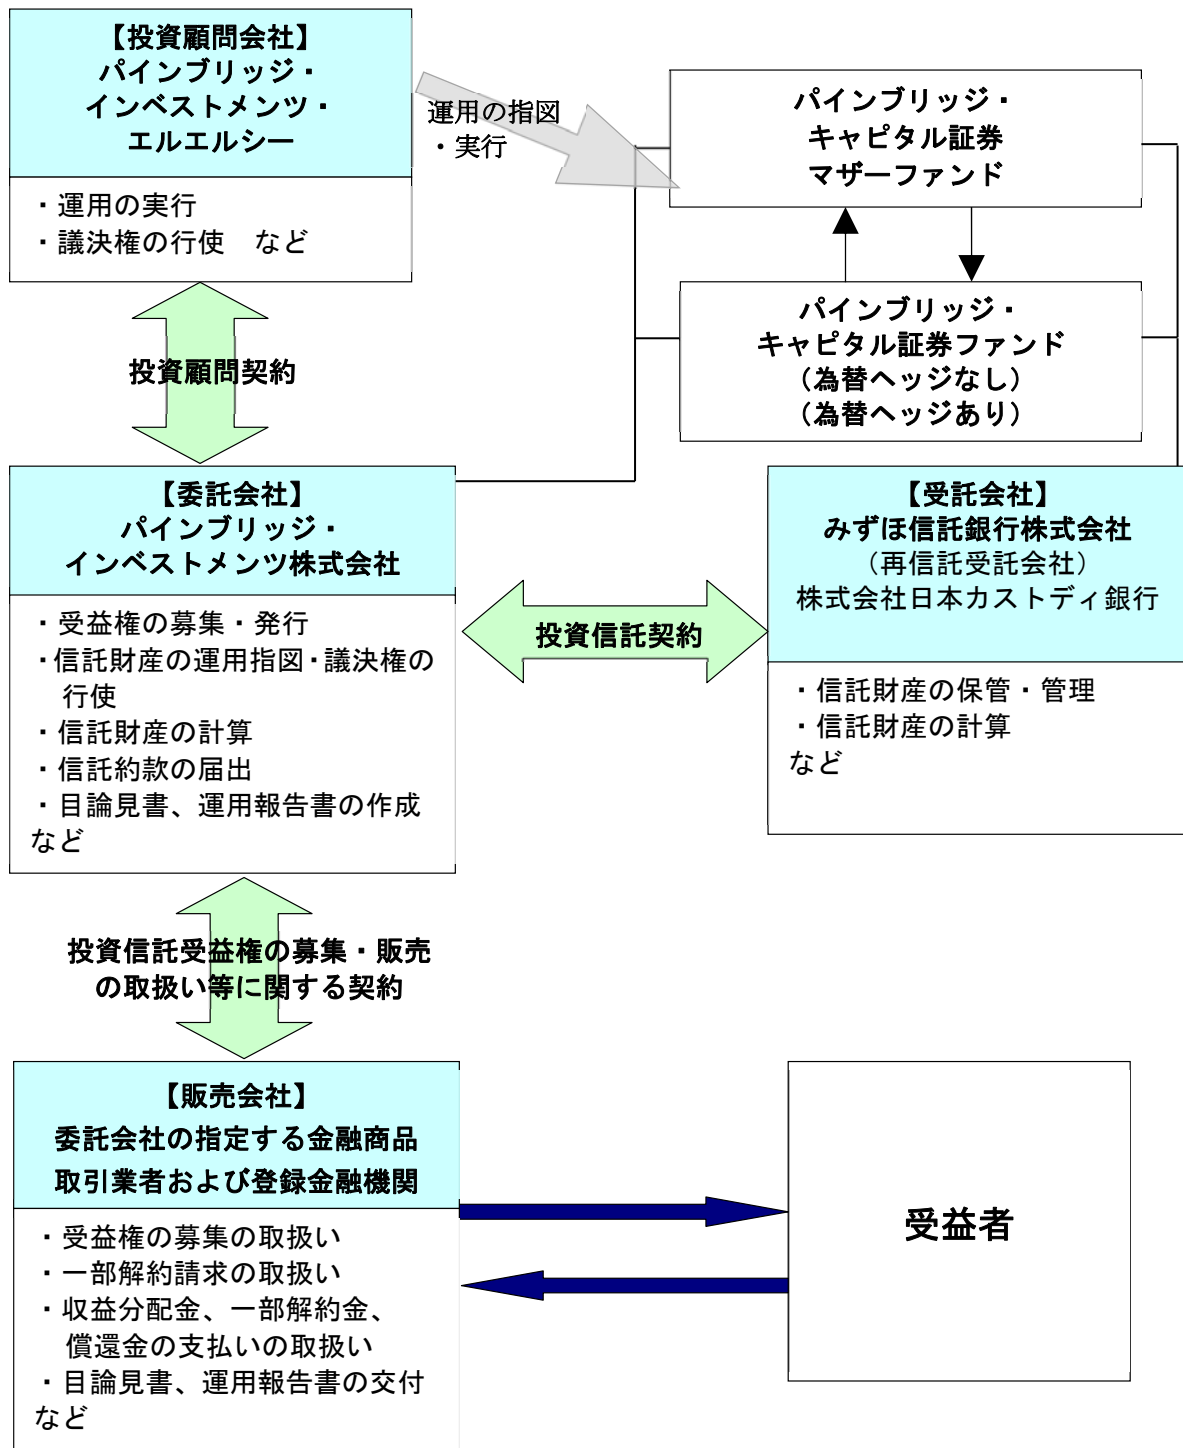 【投資顧問会社】
パインブリッジ・
インベストメンツ・
エルエルシー
・運用の実行
・議決権の行使　など
運用の指図
・実行
パインブリッジ・
キャピタル証券
マザーファンド
パインブリッジ・
キャピタル証券ファンド
（為替ヘッジなし）
（為替ヘッジあり）
投資顧問契約
【委託会社】
パインブリッジ・
インベストメンツ株式会社
・受益権の募集・発行
・信託財産の運用指図・議決権の
行使
・信託財産の計算
・信託約款の届出
・目論見書、運用報告書の作成
など
投資信託契約
【受託会社】
みずほ信託銀行株式会社
（再信託受託会社）
株式会社日本カストディ銀行
・信託財産の保管・管理
・信託財産の計算
など
投資信託受益権の募集・販売
の取扱い等に関する契約
【販売会社】
委託会社の指定する金融商品
取引業者および登録金融機関
・受益権の募集の取扱い
・一部解約請求の取扱い
・収益分配金、一部解約金、
償還金の支払いの取扱い
・目論見書、運用報告書の交付
など
受益者